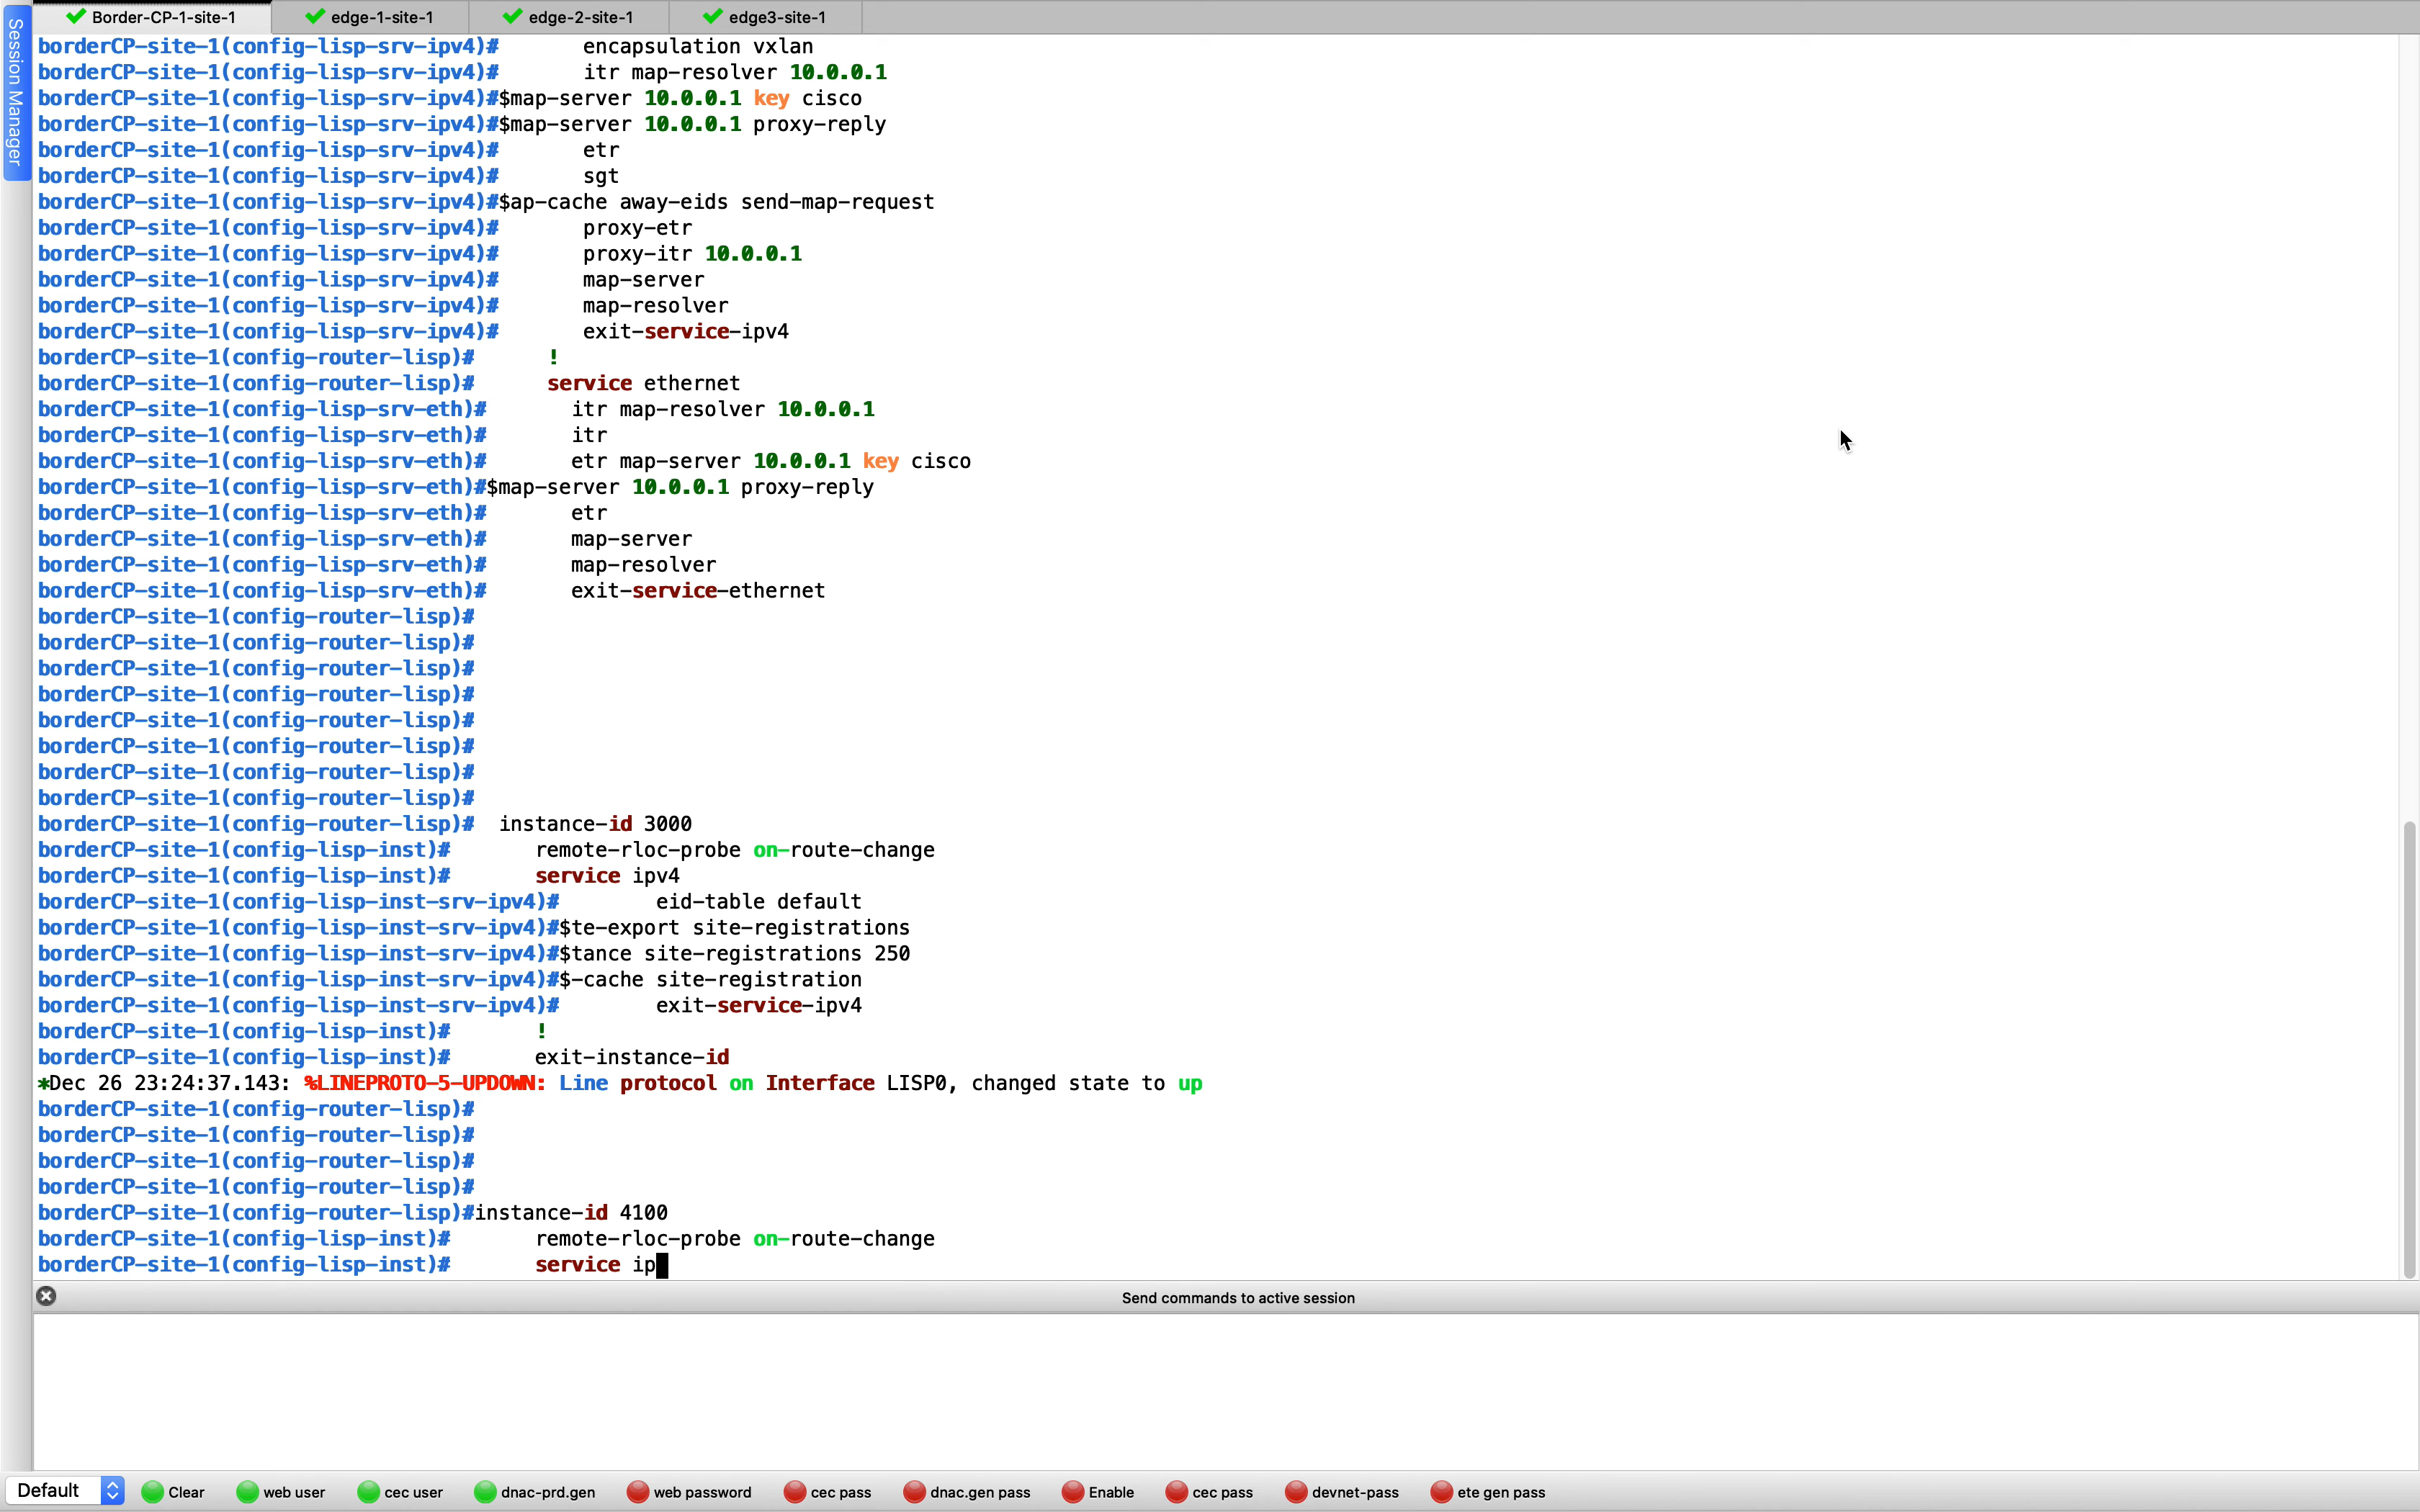 Border-CP-1-site-1 edge-1-site-1 edge-2-site-1 edge3-site-1
Session Manager
borderCP-site-1(config-lisp-srv-ipv4)# encapsulation vxlan
borderCP-site-1(config-lisp-srv-ipv4)# itr map-resolver 10.0.0.1
borderCP-site-1(config-lisp-srv-ipv4)#$map-server 10.0.0.1 key cisco
borderCP-site-1(config-lisp-srv-ipv4)#$map-server 10.0.0.1 proxy-reply
borderCP-site-1(config-lisp-srv-ipv4)# etr
borderCP-site-1(config-lisp-srv-ipv4)# sgt
borderCP-site-1(config-lisp-srv-ipv4)#$ap-cache away-eids send-map-request
borderCP-site-1(config-lisp-srv-ipv4)# proxy-etr
borderCP-site-1(config-lisp-srv-ipv4)# proxy-itr 10.0.0.1
borderCP-site-1(config-lisp-srv-ipv4)# map-server
borderCP-site-1(config-lisp-srv-ipv4)# map-resolver
borderCP-site-1(config-lisp-srv-ipv4)# exit-service-ipv4
borderCP-site-1(config-router-lisp)# !
borderCP-site-1(config-router-lisp)# service ethernet
borderCP-site-1(config-lisp-srv-eth)# itr map-resolver 10.0.0.1
borderCP-site-1(config-lisp-srv-eth)# itr
borderCP-site-1(config-lisp-srv-eth)# etr map-server 10.0.0.1 key cisco
borderCP-site-1(config-lisp-srv-eth)#$map-server 10.0.0.1 proxy-reply
borderCP-site-1(config-lisp-srv-eth)# etr
borderCP-site-1(config-lisp-srv-eth)# map-server
borderCP-site-1(config-lisp-srv-eth)# map-resolver
borderCP-site-1(config-lisp-srv-eth)# exit-service-ethernet
borderCP-site-1(config-router-lisp)#
borderCP-site-1(config-router-lisp)#
borderCP-site-1(config-router-lisp)#
borderCP-site-1(config-router-lisp)#
borderCP-site-1(config-router-lisp)#
borderCP-site-1(config-router-lisp)#
borderCP-site-1(config-router-lisp)#
borderCP-site-1(config-router-lisp)#
borderCP-site-1(config-router-lisp)# instance-id 3000
borderCP-site-1(config-lisp-inst)# remote-rloc-probe on-route-change
borderCP-site-1(config-lisp-inst)# service ipv4
borderCP-site-1(config-lisp-inst-srv-ipv4)# eid-table default
borderCP-site-1(config-lisp-inst-srv-ipv4)#$te-export site-registrations
borderCP-site-1(config-lisp-inst-srv-ipv4)#$tance site-registrations 250
borderCP-site-1(config-lisp-inst-srv-ipv4)#$-cache site-registration
borderCP-site-1(config-lisp-inst-srv-ipv4)# exit-service-ipv4
borderCP-site-1(config-lisp-inst)# !
borderCP-site-1(config-lisp-inst)# exit-instance-id
*Dec 26 23:24:37.143: %LINEPROTO-5-UPDOWN: Line protocol on Interface LISP0, changed state to up
borderCP-site-1(config-router-lisp)#
borderCP-site-1(config-router-lisp)#
borderCP-site-1(config-router-lisp)#
borderCP-site-1(config-router-lisp)#
borderCP-site-1(config-router-lisp)#instance-id 4100
borderCP-site-1(config-lisp-inst)# remote-rloc-probe on-route-change
borderCP-site-1(config-lisp-inst)# service ip
Send commands to active session
Default Clear web user cec user dnac-prd.gen web password cec pass dnac.gen pass Enable cec pass devnet-pass ete gen pass